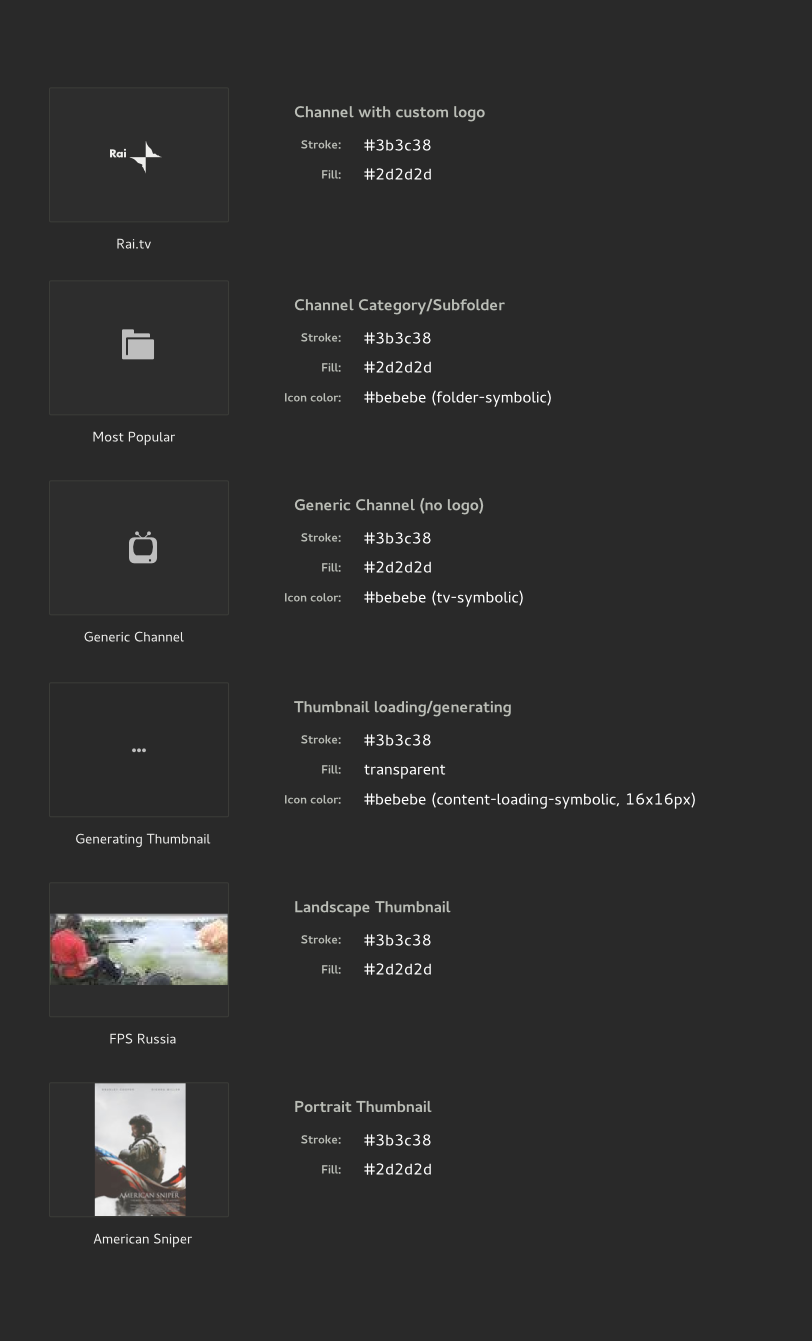 Channel with custom logo
Rai
Stroke: #3b3c38
Fill: #2d2d2d
Rai.tv
Channel Category/Subfolder
Stroke: #3b3c38
Fill: #2d2d2d
Icon color: #bebebe (folder-symbolic)
Most Popular
Generic Channel (no logo)
Stroke: #3b3c38
Fill: #2d2d2d
Icon color: #bebebe (tv-symbolic)
Generic Channel
Thumbnail loading/generating
Stroke: #3b3c38
Fill: transparent
Icon color: #bebebe (content-loading-symbolic, 16x16px)
Generating Thumbnail
Landscape Thumbnail
Stroke: #3b3c38
Fill: #2d2d2d
FPS Russia
Portrait Thumbnail
Stroke: #3b3c38
Fill: #2d2d2d
AMERICAN SNIPER
American Sniper